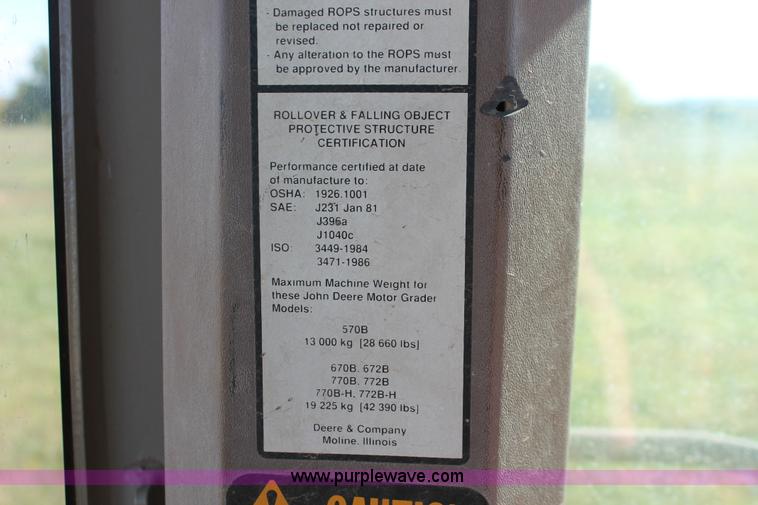 - Damaged ROPS structures must
be replaced not repaired or
revised.
- Any alteration to the ROPS must
be approved by the manufacturer.
ROLLOVER & FALLING OBJECT
PROTECTIVE STRUCTURE
CERTIFICATION
Performance certified at date
of manufacture to:
OSHA: 1926.1001
SAE: J231 Jan 81
J396a
J1040c
ISO: 3449-1984
3471-1986
Maximum Machine Weight for
these John Deere Motor Grader
Models:
570B
13 000 kg [28 660 lbs]
670B, 672B
770B, 772B
770B-H, 772B-H
19 225 kg [42 390 lbs]
Deere & Company
Moline, Illinois
www.purplewave.com
CAUTION